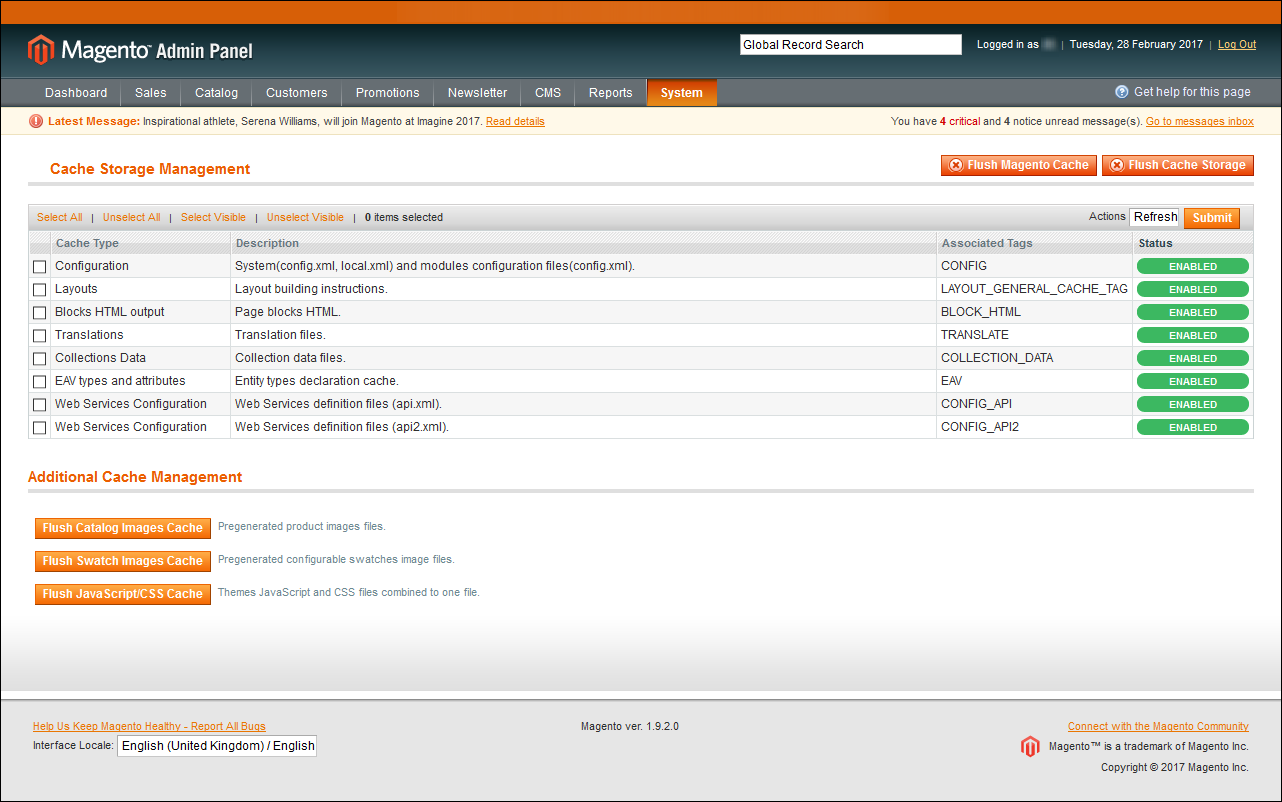 Magento™ Admin Panel
Global Record Search
Logged in as | Tuesday, 28 February 2017 | Log Out
Dashboard Sales Catalog Customers Promotions Newsletter CMS Reports System Get help for this page
Latest Message: Inspirational athlete, Serena Williams, will join Magento at Imagine 2017. Read details You have 4 critical and 4 notice unread message(s). Go to messages inbox
Cache Storage Management Flush Magento Cache Flush Cache Storage
Select All | Unselect All | Select Visible | Unselect Visible | 0 items selected Actions Refresh Submit
Cache Type Description Associated Tags Status
Configuration System(config.xml, local.xml) and modules configuration files(config.xml). CONFIG ENABLED
Layouts Layout building instructions. LAYOUT_GENERAL_CACHE_TAG ENABLED
Blocks HTML output Page blocks HTML. BLOCK_HTML ENABLED
Translations Translation files. TRANSLATE ENABLED
Collections Data Collection data files. COLLECTION_DATA ENABLED
EAV types and attributes Entity types declaration cache. EAV ENABLED
Web Services Configuration Web Services definition files (api.xml). CONFIG_API ENABLED
Web Services Configuration Web Services definition files (api2.xml). CONFIG_API2 ENABLED
Additional Cache Management
Flush Catalog Images Cache Pregenerated product images files.
Flush Swatch Images Cache Pregenerated configurable swatches image files.
Flush JavaScript/CSS Cache Themes JavaScript and CSS files combined to one file.
Help Us Keep Magento Healthy - Report All Bugs Magento ver. 1.9.2.0 Connect with the Magento Community
Interface Locale: English (United Kingdom) / English Magento™ is a trademark of Magento Inc.
Copyright © 2017 Magento Inc.